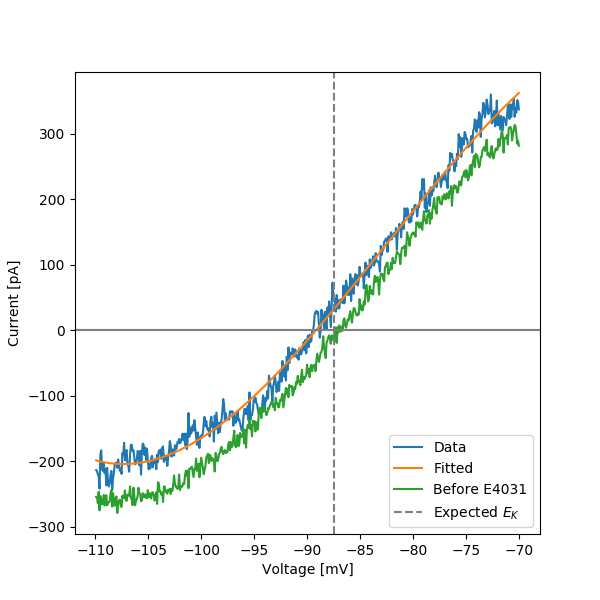 Current [pA]
300
200
100
0
−100
−200
−300
−110
−105
−100
−95
−90
−85
−80
−75
−70
Voltage [mV]
Data
Fitted
Before E4031
Expected $E_K$